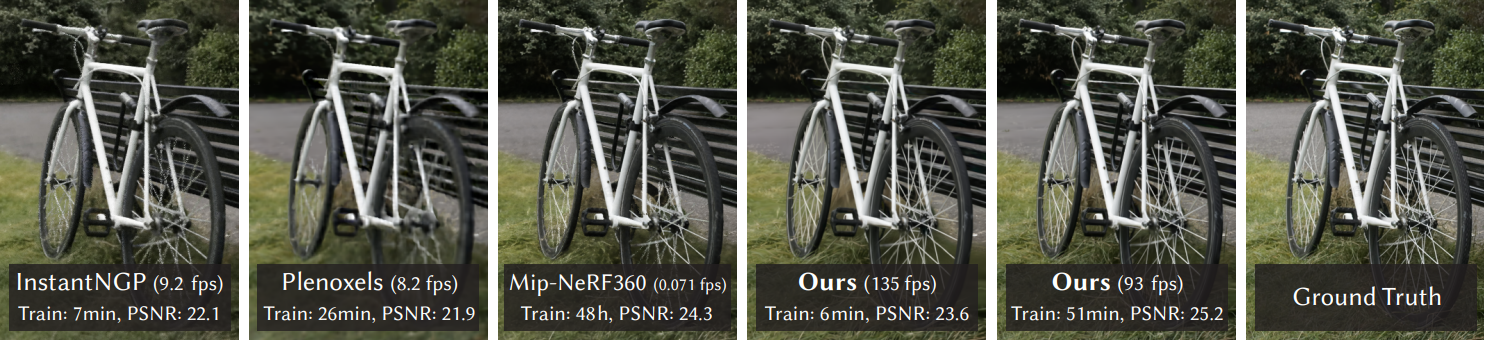 InstantNGP (9.2 fps)
Train: 7min, PSNR: 22.1
Plenoxels (8.2 fps)
Train: 26min, PSNR: 21.9
Mip-NeRF360 (0.071 fps)
Train: 48h, PSNR: 24.3
Ours (135 fps)
Train: 6min, PSNR: 23.6
Ours (93 fps)
Train: 51min, PSNR: 25.2
Ground Truth